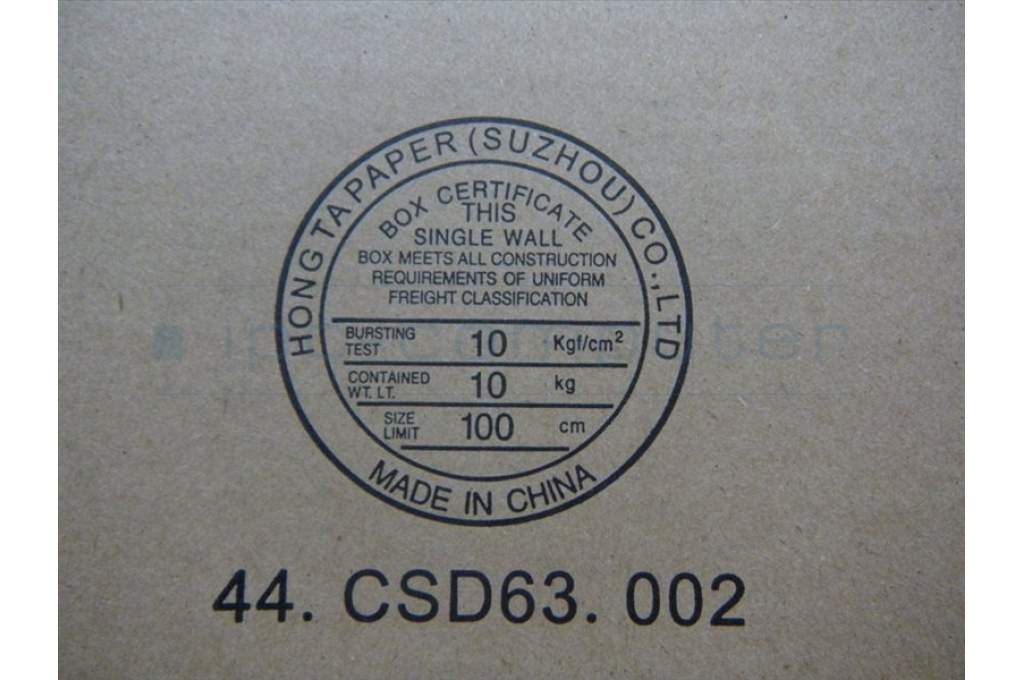 HONG TA PAPER (SUZHOU) CO., LTD
BOX CERTIFICATE
THIS
SINGLE WALL
BOX MEETS ALL CONSTRUCTION
REQUIREMENTS OF UNIFORM
FREIGHT CLASSIFICATION
BURSTING TEST 10 Kgf/cm²
CONTAINED WT. LT. 10 kg
SIZE LIMIT 100 cm
MADE IN CHINA
44. CSD63. 002